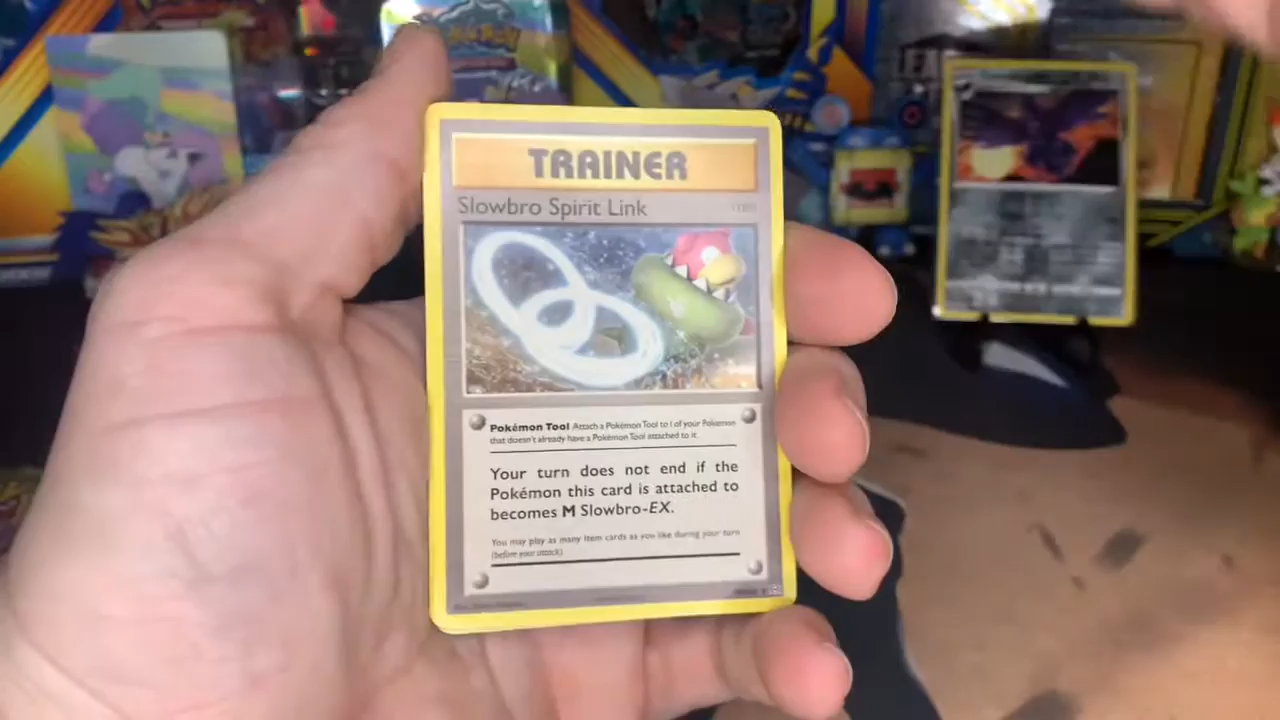 TRAINER
Slowbro Spirit Link
Pokémon Tool Attach a Pokémon Tool to 1 of your Pokémon
that doesn't already have a Pokémon Tool attached to it.
Your turn does not end if the
Pokémon this card is attached to
becomes M Slowbro-EX.
You may play as many Item cards as you like during your turn
(before your attack).